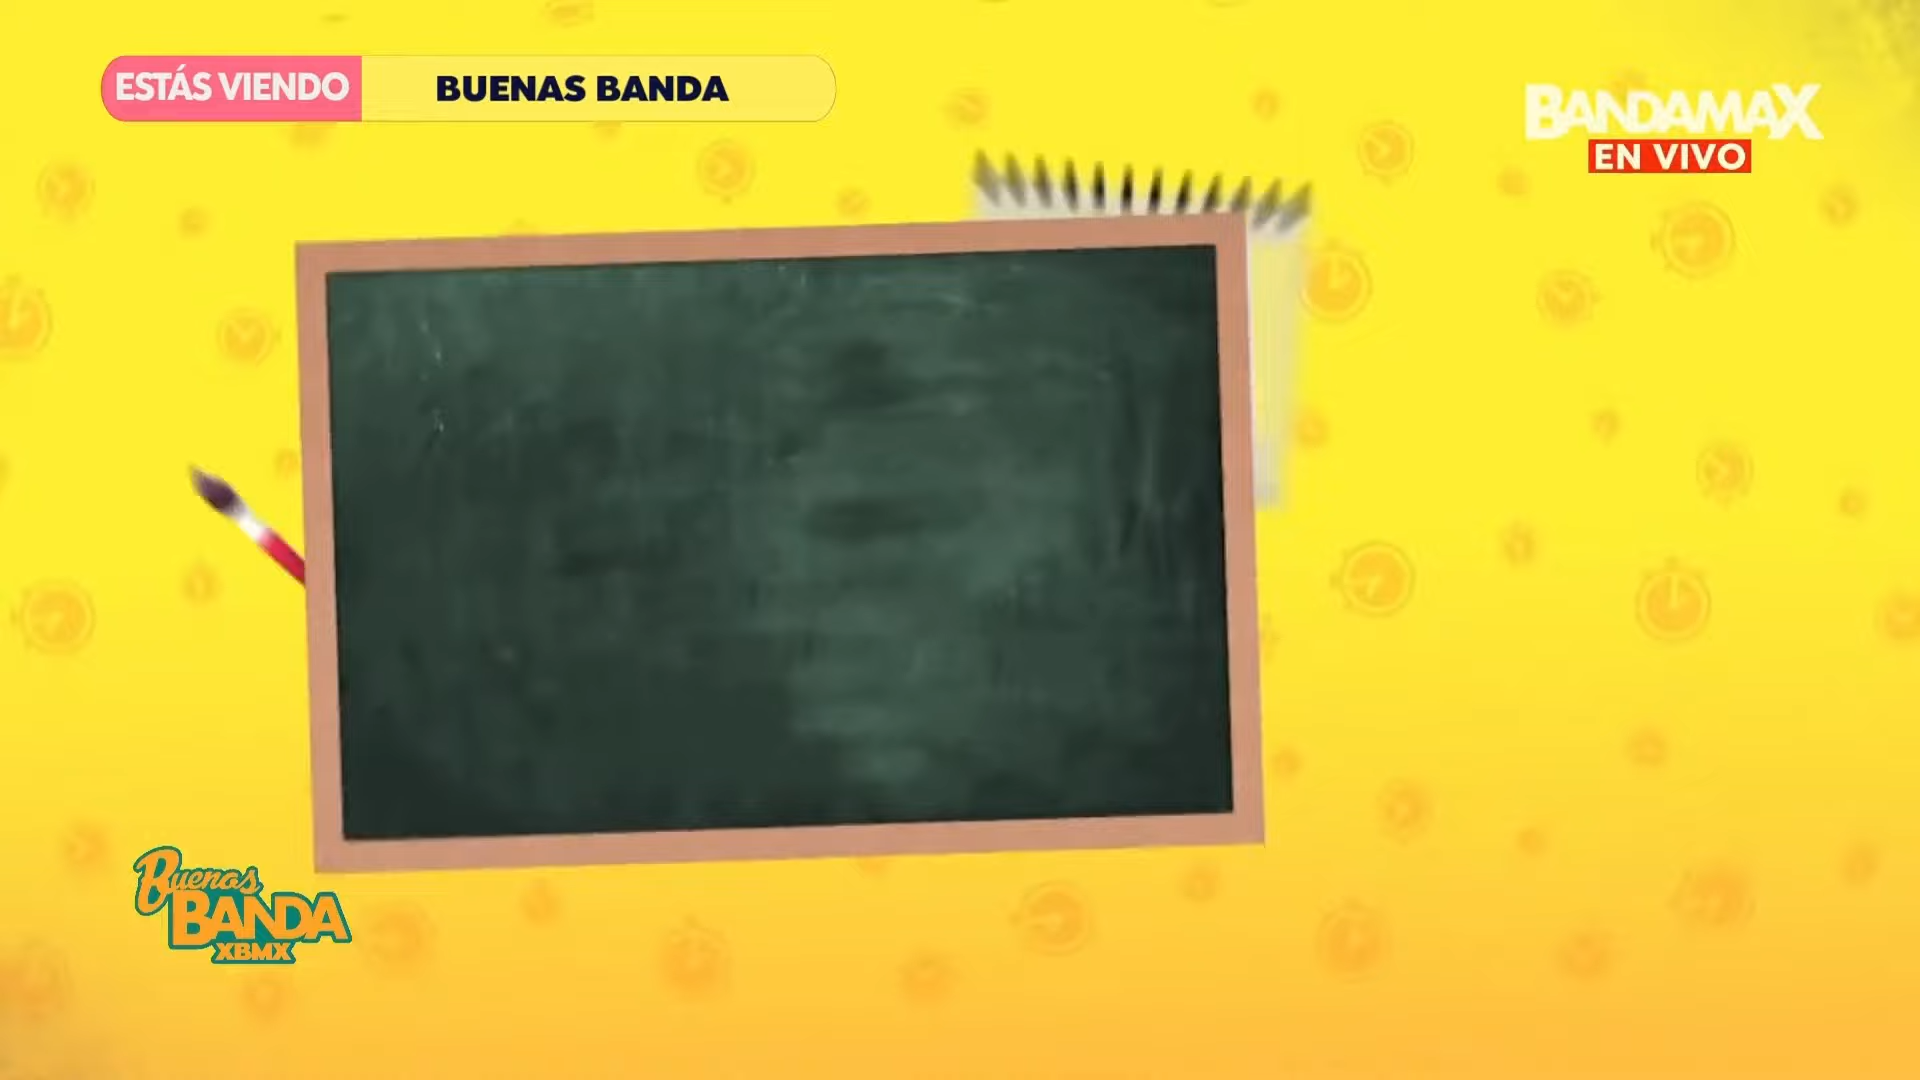 ESTÁS VIENDO BUENAS BANDA
BANDAMAX
EN VIVO
Buenas
BANDA
XBMX